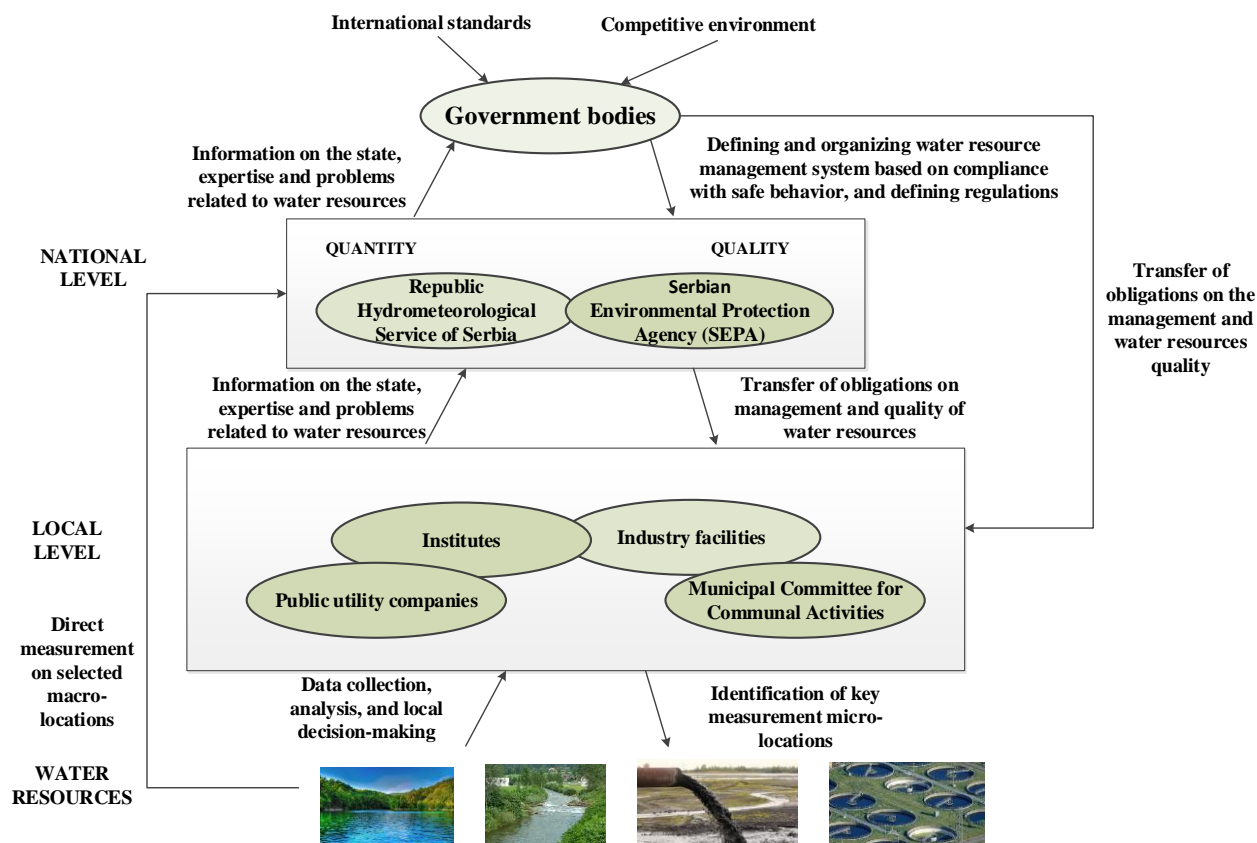 International standards
Competitive environment
Government bodies
Information on the state,
expertise and problems
related to water resources
Defining and organizing water resource
management system based on compliance
with safe behavior, and defining regulations
NATIONAL
LEVEL
QUANTITY
QUALITY
Republic
Hydrometeorological
Service of Serbia
Serbian
Environmental Protection
Agency (SEPA)
Transfer of
obligations on the
management and
water resources
quality
Information on the state,
expertise and problems
related to water resources
Transfer of obligations on
management and quality of
water resources
LOCAL
LEVEL
Institutes
Industry facilities
Public utility companies
Municipal Committee for
Communal Activities
Direct
measurement
on selected
macro-
locations
Data collection,
analysis, and local
decision-making
Identification of key
measurement micro-
locations
WATER
RESOURCES